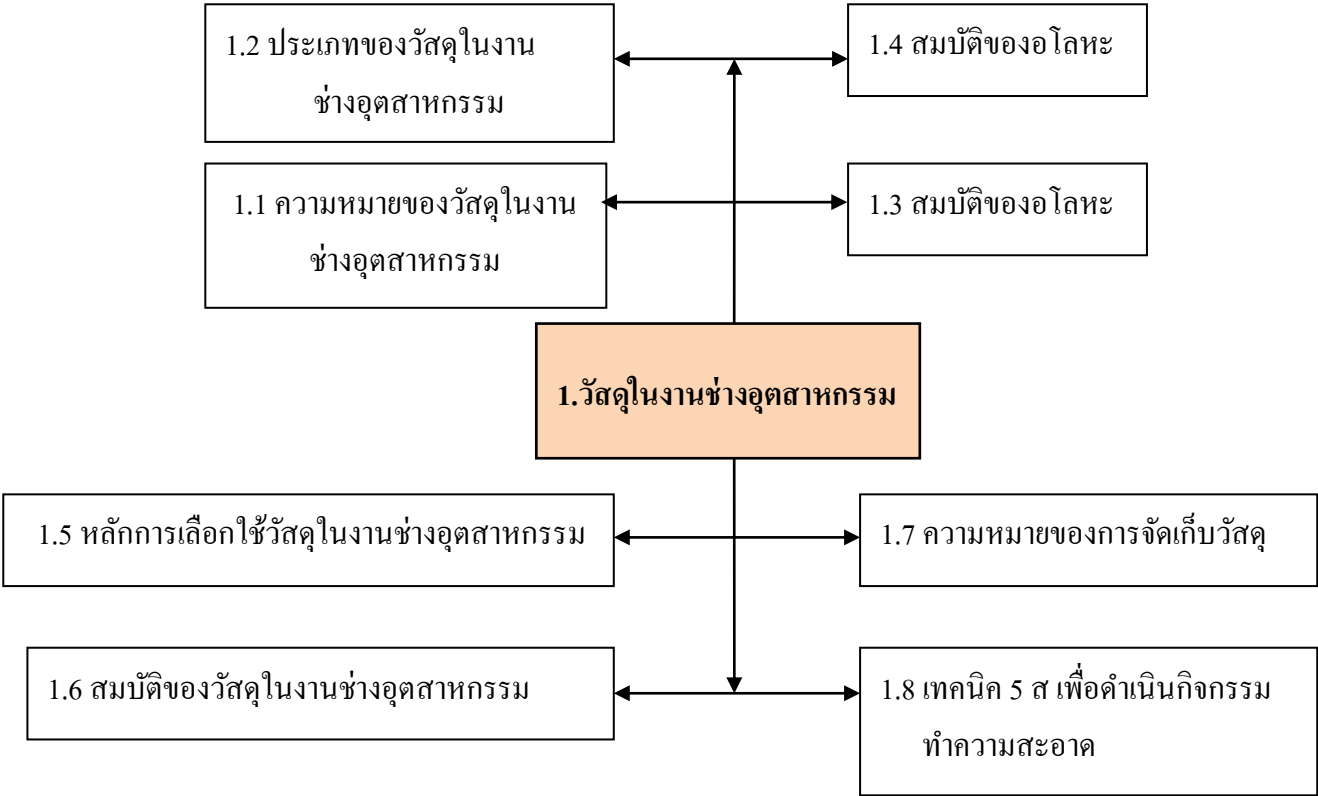 1.2 ประเภทของวัสดุในงาน
ช่างอุตสาหกรรม
1.4 สมบัติของอโลหะ
1.1 ความหมายของวัสดุในงาน
ช่างอุตสาหกรรม
1.3 สมบัติของอโลหะ
1.วัสดุในงานช่างอุตสาหกรรม
1.5 หลักการเลือกใช้วัสดุในงานช่างอุตสาหกรรม
1.7 ความหมายของการจัดเก็บวัสดุ
1.6 สมบัติของวัสดุในงานช่างอุตสาหกรรม
1.8 เทคนิค 5 ส เพื่อดำเนินกิจกรรม
ทำความสะอาด